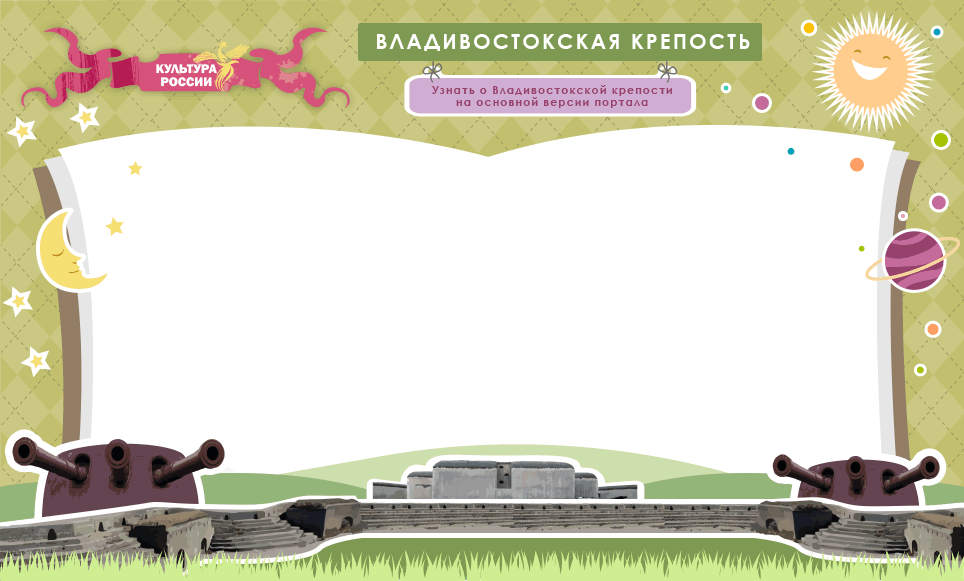 ВЛАДИВОСТОКСКАЯ КРЕПОСТЬ
КУЛЬТУРА
РОССИИ
Узнать о Владивостокской крепости
на основной версии портала